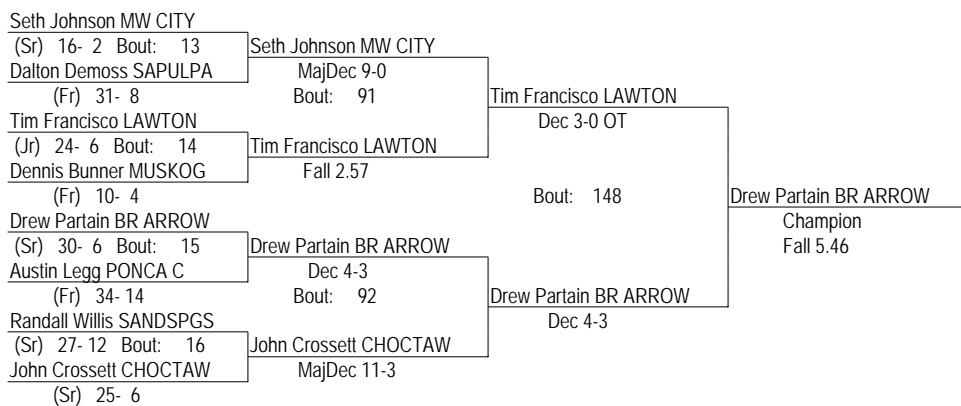 Seth Johnson MW CITY
(Sr) 16- 2 Bout: 13
Seth Johnson MW CITY
Dalton Demoss SAPULPA
MajDec 9-0
(Fr) 31- 8
Bout: 91
Tim Francisco LAWTON
Tim Francisco LAWTON
Dec 3-0 OT
(Jr) 24- 6 Bout: 14
Tim Francisco LAWTON
Dennis Bunner MUSKOG
Fall 2.57
(Fr) 10- 4
Bout: 148
Drew Partain BR ARROW
Drew Partain BR ARROW
Champion
(Sr) 30- 6 Bout: 15
Drew Partain BR ARROW
Fall 5.46
Austin Legg PONCA C
Dec 4-3
(Fr) 34- 14
Bout: 92
Drew Partain BR ARROW
Randall Willis SANDSPGS
Dec 4-3
(Sr) 27- 12 Bout: 16
John Crossett CHOCTAW
John Crossett CHOCTAW
MajDec 11-3
(Sr) 25- 6